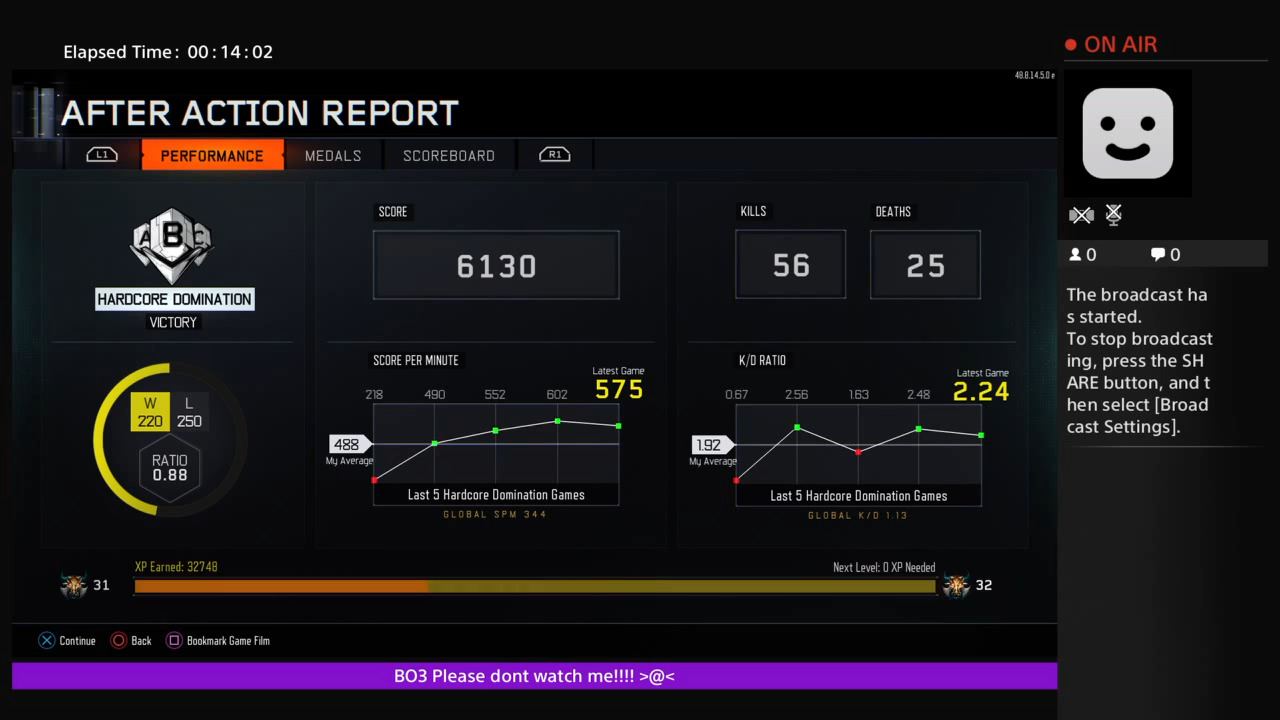 Elapsed Time: 00:14:02
ON AIR
48.8.14.5.0 e
AFTER ACTION REPORT
L1 PERFORMANCE MEDALS SCOREBOARD R1
A B C
HARDCORE DOMINATION
VICTORY
W L
220 250
RATIO
0.88
SCORE
6130
KILLS DEATHS
56 25
SCORE PER MINUTE
Latest Game
575
218 490 552 602
488
My Average
Last 5 Hardcore Domination Games
GLOBAL SPM 344
K/D RATIO
Latest Game
2.24
0.67 2.56 1.63 2.48
1.92
My Average
Last 5 Hardcore Domination Games
GLOBAL K/D 1.13
XP Earned: 32748
Next Level: 0 XP Needed
31 32
Continue Back Bookmark Game Film
BO3 Please dont watch me!!!! >@<
0 0
The broadcast ha
s started.
To stop broadcast
ing, press the SH
ARE button, and t
hen select [Broad
cast Settings].